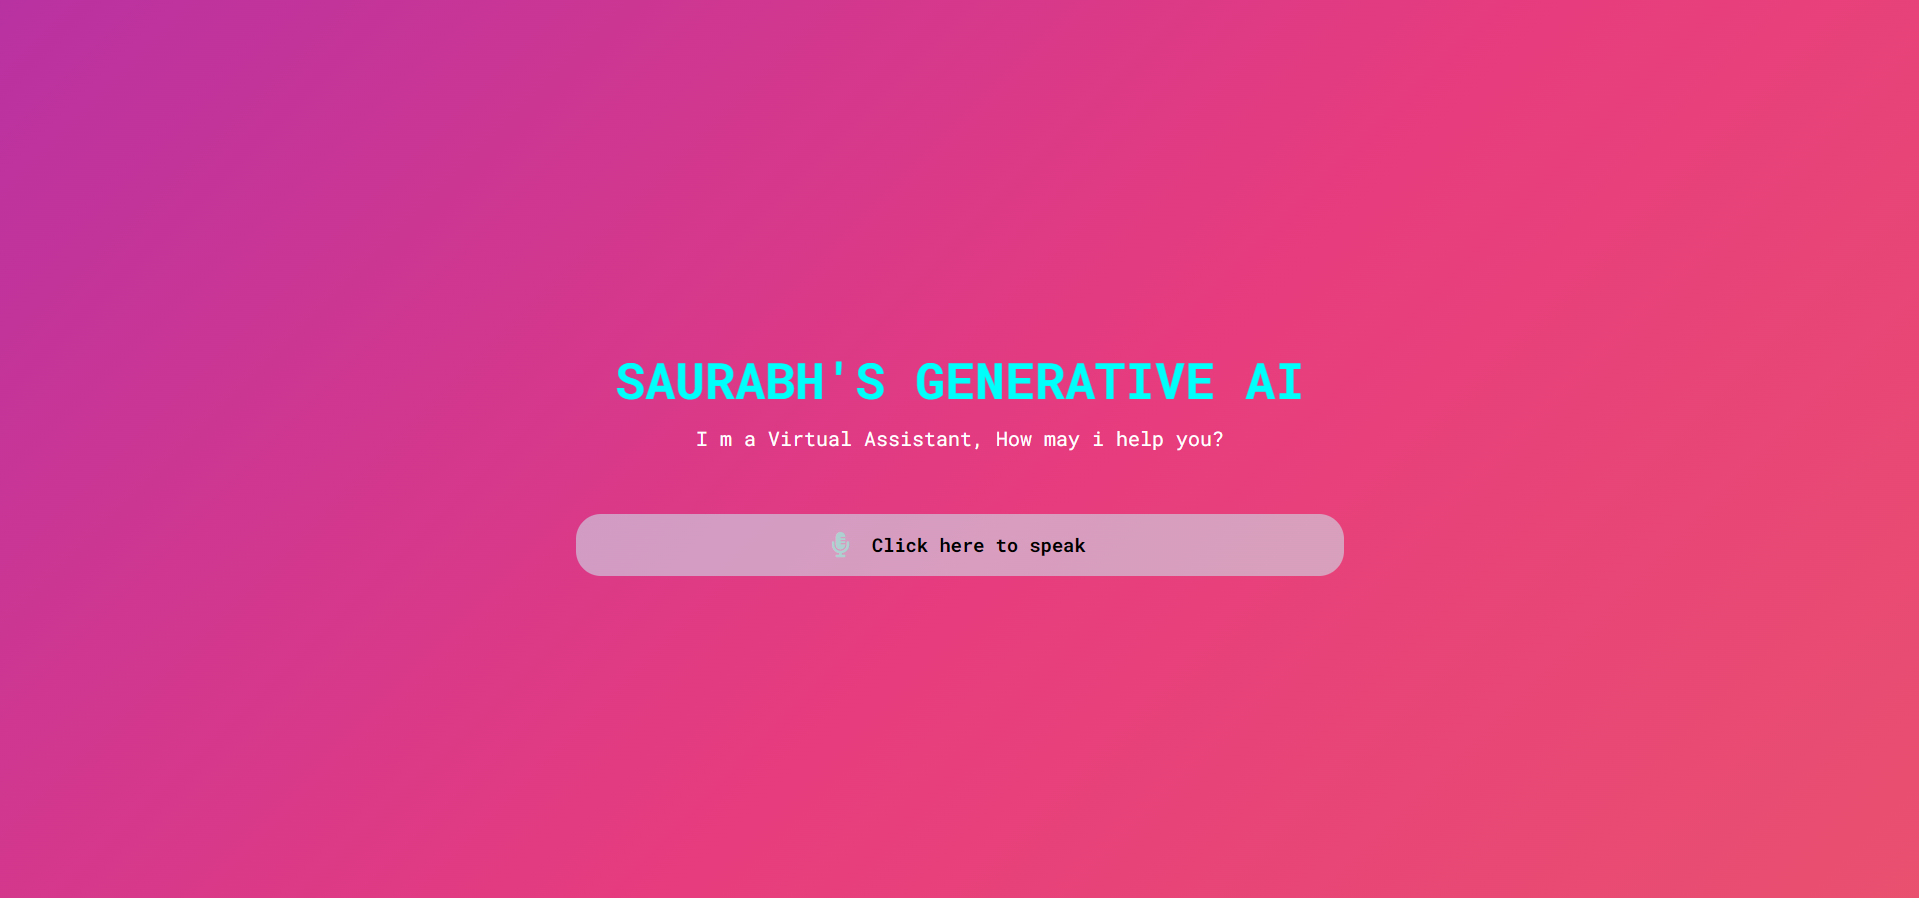 SAURABH'S GENERATIVE AI
I m a Virtual Assistant, How may i help you?
Click here to speak